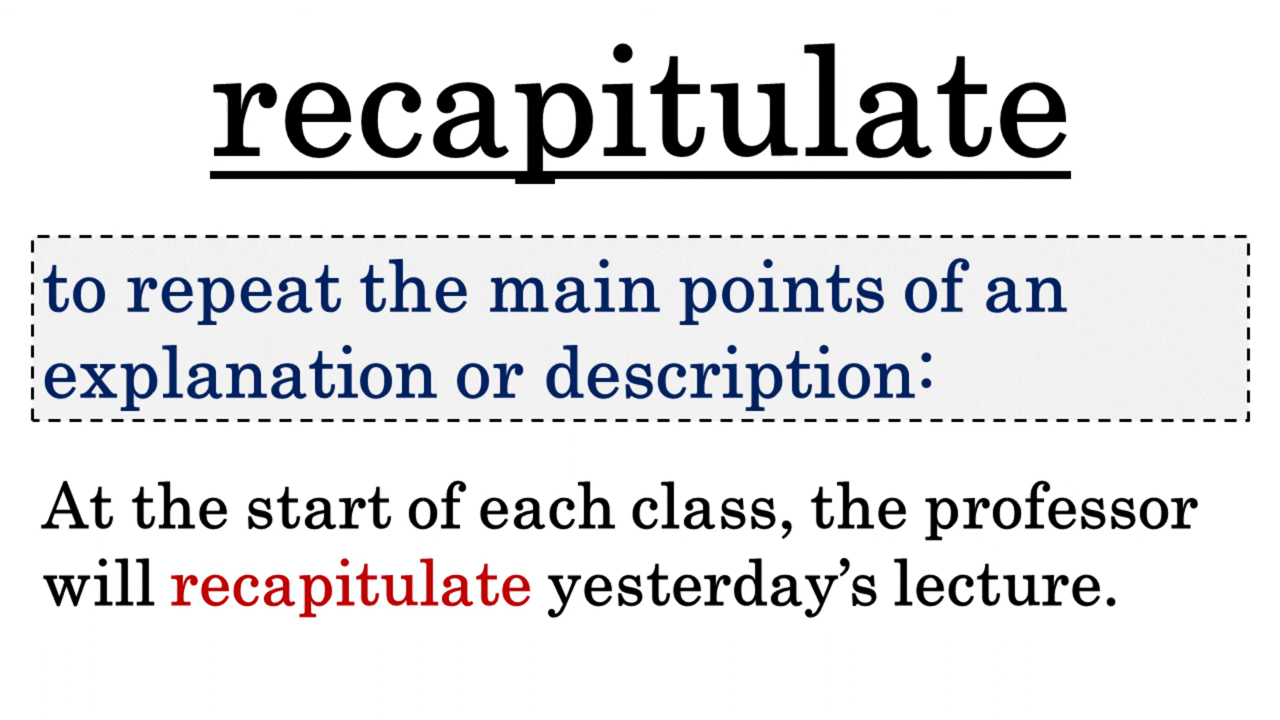 recapitulate
to repeat the main points of an
explanation or description:
At the start of each class, the professor
will recapitulate yesterday’s lecture.